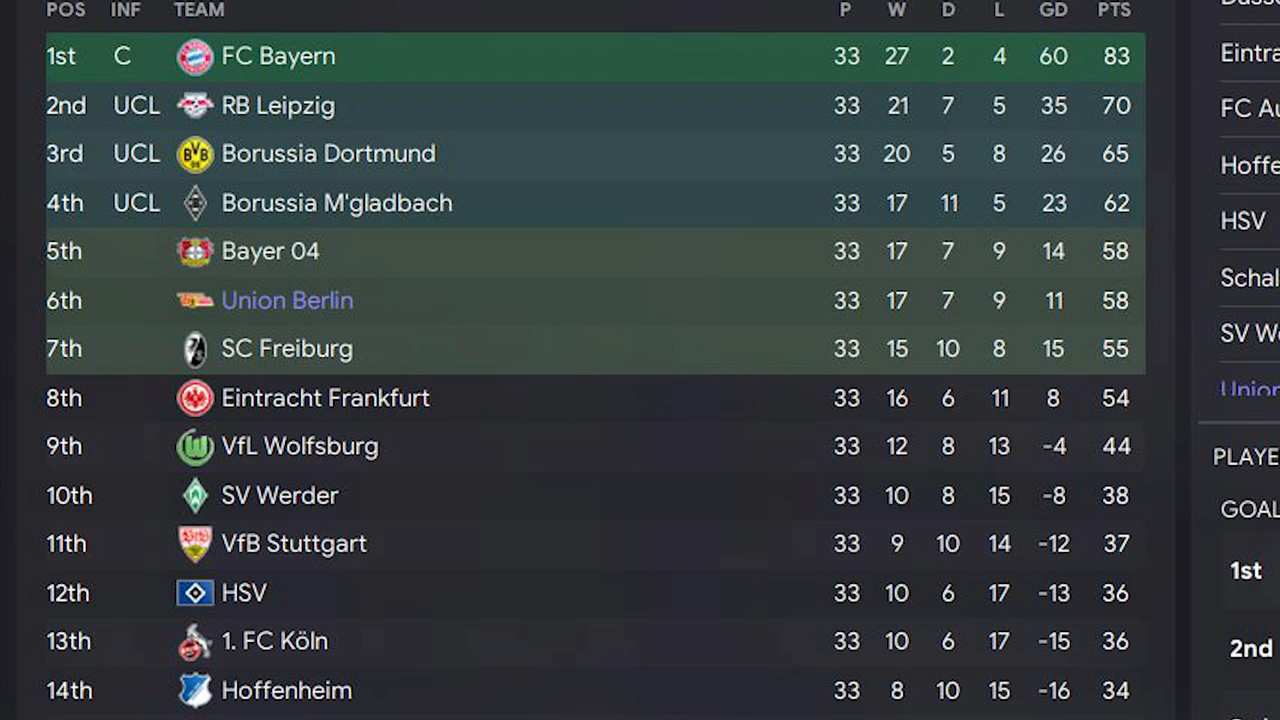 POS INF TEAM P W D L GD PTS
1st C FC Bayern 33 27 2 4 60 83
2nd UCL RB Leipzig 33 21 7 5 35 70
3rd UCL BVB 09 Borussia Dortmund 33 20 5 8 26 65
4th UCL Borussia M'gladbach 33 17 11 5 23 62
5th Bayer 04 33 17 7 9 14 58
6th Union Berlin 33 17 7 9 11 58
7th SC Freiburg 33 15 10 8 15 55
8th Eintracht Frankfurt 33 16 6 11 8 54
9th VfL Wolfsburg 33 12 8 13 -4 44
10th SV Werder 33 10 8 15 -8 38
11th VfB Stuttgart 33 9 10 14 -12 37
12th HSV 33 10 6 17 -13 36
13th 1. FC Köln 33 10 6 17 -15 36
14th Hoffenheim 33 8 10 15 -16 34
Eintra
FC Au
Hoffe
HSV
Schal
SV We
Union
PLAYE
GOAL
1st
2nd